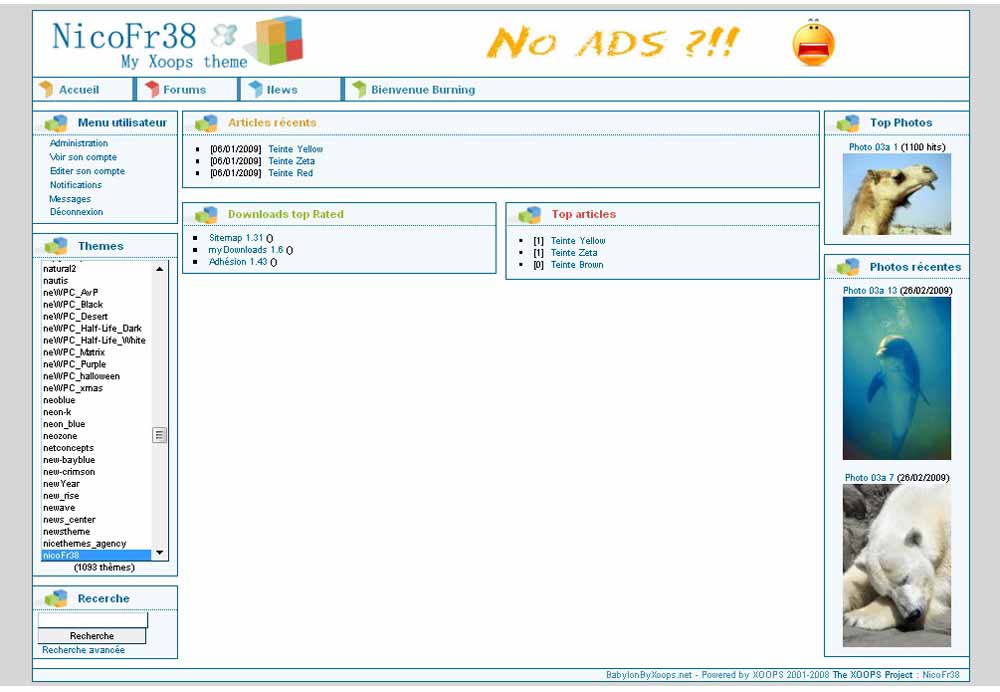 NicoFr38
My Xoops theme
No ADS ?!!
Accueil
Forums
News
Bienvenue Burning
Menu utilisateur
Administration
Voir son compte
Editer son compte
Notifications
Messages
Déconnexion
Themes
natural2
nautis
neWPC_AvP
neWPC_Black
neWPC_Desert
neWPC_Half-Life_Dark
neWPC_Half-Life_White
neWPC_Matrix
neWPC_Purple
neWPC_halloween
neWPC_xmas
neoblue
neon-k
neon_blue
neozone
netconcepts
new-bayblue
new-crimson
newYear
new_rise
newave
news_center
newstheme
nicethemes_agency
nicoFr38
(1093 thèmes)
Recerche
Recherche
Recherche avancée
Articles récents
[06/01/2009] Teinte Yellow
[06/01/2009] Teinte Zeta
[06/01/2009] Teinte Red
Downloads top Rated
Sitemap 1.31 ()
myDownloads 1.6 ()
Adhésion 1.43 ()
Top articles
[1] Teinte Yellow
[1] Teinte Zeta
[0] Teinte Brown
Top Photos
Photo 03a 1 (1100 hits)
Photos récentes
Photo 03a 13 (26/02/2009)
Photo 03a 7 (26/02/2009)
BabylonByXoops.net - Powered by XOOPS 2001-2008 The XOOPS Project : NicoFr38